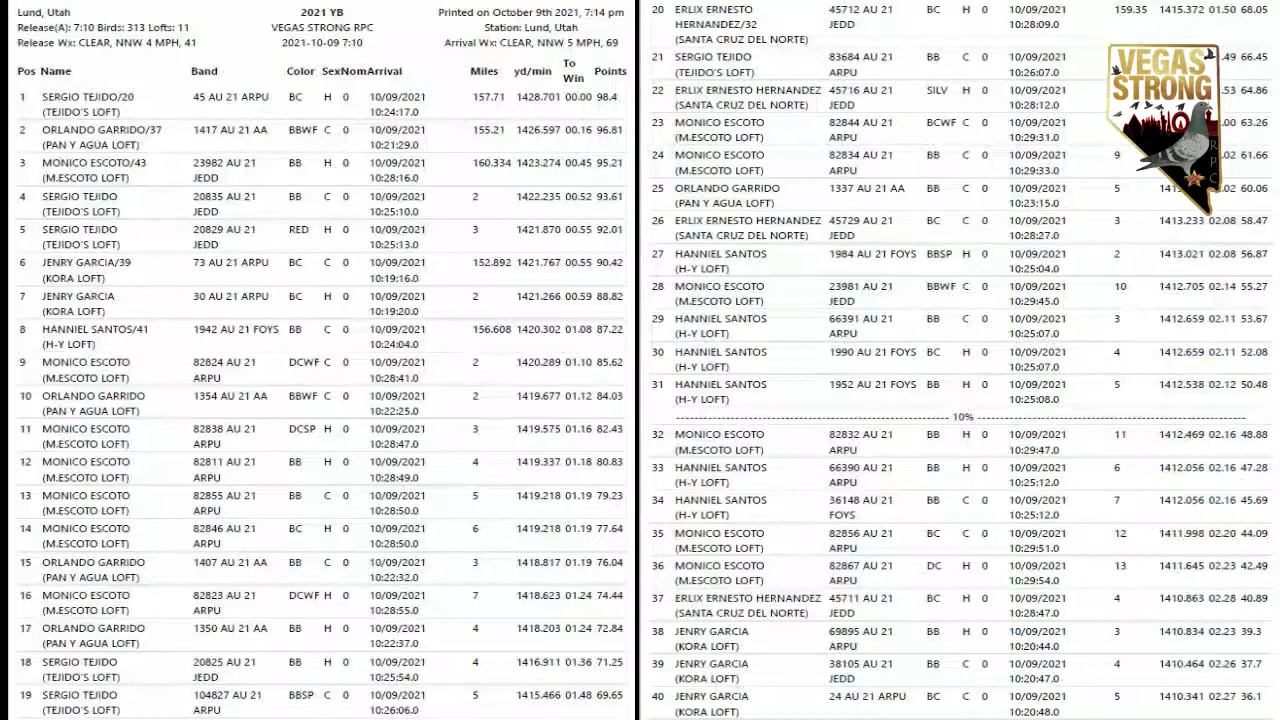 Lund, Utah 2021 YB Printed on October 9th 2021, 7:14 pm
Release(A): 7:10 Birds: 313 Lofts: 11 VEGAS STRONG RPC Station: Lund, Utah
Release Wx: CLEAR, NNW 4 MPH, 41 2021-10-09 7:10 Arrival Wx: CLEAR, NNW 5 MPH, 69
Pos Name Band Color Sex Nom Arrival Miles yd/min To Win Points
1 SERGIO TEJIDO/20 45 AU 21 ARPU BC H 0 10/09/2021 157.71 1428.701 00.00 98.4
(TEJIDO'S LOFT) 10:24:17.0
2 ORLANDO GARRIDO/37 1417 AU 21 AA BBWF C 0 10/09/2021 155.21 1426.597 00.16 96.81
(PAN Y AGUA LOFT) 10:21:29.0
3 MONICO ESCOTO/43 23982 AU 21 BB H 0 10/09/2021 160.334 1423.274 00.45 95.21
(M.ESCOTO LOFT) JEDD 10:28:16.0
4 SERGIO TEJIDO 20835 AU 21 BB C 0 10/09/2021 2 1422.235 00.52 93.61
(TEJIDO'S LOFT) JEDD 10:25:10.0
5 SERGIO TEJIDO 20829 AU 21 RED H 0 10/09/2021 3 1421.870 00.55 92.01
(TEJIDO'S LOFT) JEDD 10:25:13.0
6 JENRY GARCIA/39 73 AU 21 ARPU BC C 0 10/09/2021 152.892 1421.767 00.55 90.42
(KORA LOFT) 10:19:16.0
7 JENRY GARCIA 30 AU 21 ARPU BC H 0 10/09/2021 2 1421.266 00.59 88.82
(KORA LOFT) 10:19:20.0
8 HANNIEL SANTOS/41 1942 AU 21 FOYS BB C 0 10/09/2021 156.608 1420.302 01.08 87.22
(H-Y LOFT) 10:24:04.0
9 MONICO ESCOTO 82824 AU 21 DCWF C 0 10/09/2021 2 1420.289 01.10 85.62
(M.ESCOTO LOFT) ARPU 10:28:41.0
10 ORLANDO GARRIDO 1354 AU 21 AA BBWF C 0 10/09/2021 2 1419.677 01.12 84.03
(PAN Y AGUA LOFT) 10:22:25.0
11 MONICO ESCOTO 82838 AU 21 DCSP H 0 10/09/2021 3 1419.575 01.16 82.43
(M.ESCOTO LOFT) ARPU 10:28:47.0
12 MONICO ESCOTO 82811 AU 21 BB H 0 10/09/2021 4 1419.337 01.18 80.83
(M.ESCOTO LOFT) ARPU 10:28:49.0
13 MONICO ESCOTO 82855 AU 21 BB C 0 10/09/2021 5 1419.218 01.19 79.23
(M.ESCOTO LOFT) ARPU 10:28:50.0
14 MONICO ESCOTO 82846 AU 21 BC H 0 10/09/2021 6 1419.218 01.19 77.64
(M.ESCOTO LOFT) ARPU 10:28:50.0
15 ORLANDO GARRIDO 1407 AU 21 AA BB C 0 10/09/2021 3 1418.817 01.19 76.04
(PAN Y AGUA LOFT) 10:22:32.0
16 MONICO ESCOTO 82823 AU 21 DCWF H 0 10/09/2021 7 1418.623 01.24 74.44
(M.ESCOTO LOFT) ARPU 10:28:55.0
17 ORLANDO GARRIDO 1350 AU 21 AA BB C 0 10/09/2021 4 1418.203 01.24 72.84
(PAN Y AGUA LOFT) 10:22:37.0
18 SERGIO TEJIDO 20825 AU 21 BB H 0 10/09/2021 4 1416.911 01.36 71.25
(TEJIDO'S LOFT) JEDD 10:25:54.0
19 SERGIO TEJIDO 104827 AU 21 BBSP C 0 10/09/2021 5 1415.466 01.48 69.65
(TEJIDO'S LOFT) ARPU 10:26:06.0
20 ERLIX ERNESTO 45712 AU 21 BC H 0 10/09/2021 159.35 1415.372 01.50 68.05
HERNANDEZ/32 JEDD 10:28:09.0
(SANTA CRUZ DEL NORTE)
21 SERGIO TEJIDO 83684 AU 21 BB C 0 10/09/2021 .49 66.45
(TEJIDO'S LOFT) ARPU 10:26:07.0
22 ERLIX ERNESTO HERNANDEZ 45716 AU 21 SILV H 0 10/09/2021 .53 64.86
(SANTA CRUZ DEL NORTE) JEDD 10:28:12.0
23 MONICO ESCOTO 82844 AU 21 BCWF C 0 10/09/2021 .00 63.26
(M.ESCOTO LOFT) ARPU 10:29:31.0
24 MONICO ESCOTO 82834 AU 21 BB C 0 10/09/2021 9 .02 61.66
(M.ESCOTO LOFT) ARPU 10:29:33.0
25 ORLANDO GARRIDO 1337 AU 21 AA BB C 0 10/09/2021 5 .02 60.06
(PAN Y AGUA LOFT) 10:23:15.0
26 ERLIX ERNESTO HERNANDEZ 45729 AU 21 BC C 0 10/09/2021 3 1413.233 02.08 58.47
(SANTA CRUZ DEL NORTE) JEDD 10:28:27.0
27 HANNIEL SANTOS 1984 AU 21 FOYS BBSP H 0 10/09/2021 2 1413.021 02.08 56.87
(H-Y LOFT) 10:25:04.0
28 MONICO ESCOTO 23981 AU 21 BBWF C 0 10/09/2021 10 1412.705 02.14 55.27
(M.ESCOTO LOFT) JEDD 10:29:45.0
29 HANNIEL SANTOS 66391 AU 21 BB C 0 10/09/2021 3 1412.659 02.11 53.67
(H-Y LOFT) ARPU 10:25:07.0
30 HANNIEL SANTOS 1990 AU 21 FOYS BC H 0 10/09/2021 4 1412.659 02.11 52.08
(H-Y LOFT) 10:25:07.0
31 HANNIEL SANTOS 1952 AU 21 FOYS BB H 0 10/09/2021 5 1412.538 02.12 50.48
(H-Y LOFT) 10:25:08.0
10%
32 MONICO ESCOTO 82832 AU 21 BB H 0 10/09/2021 11 1412.469 02.16 48.88
(M.ESCOTO LOFT) ARPU 10:29:47.0
33 HANNIEL SANTOS 66390 AU 21 BB H 0 10/09/2021 6 1412.056 02.16 47.28
(H-Y LOFT) ARPU 10:25:12.0
34 HANNIEL SANTOS 36148 AU 21 BB C 0 10/09/2021 7 1412.056 02.16 45.69
(H-Y LOFT) FOYS 10:25:12.0
35 MONICO ESCOTO 82856 AU 21 BB C 0 10/09/2021 12 1411.998 02.20 44.09
(M.ESCOTO LOFT) ARPU 10:29:51.0
36 MONICO ESCOTO 82867 AU 21 DC H 0 10/09/2021 13 1411.645 02.23 42.49
(M.ESCOTO LOFT) ARPU 10:29:54.0
37 ERLIX ERNESTO HERNANDEZ 45711 AU 21 BC H 0 10/09/2021 4 1410.863 02.28 40.89
(SANTA CRUZ DEL NORTE) JEDD 10:28:47.0
38 JENRY GARCIA 69895 AU 21 BB H 0 10/09/2021 3 1410.834 02.23 39.3
(KORA LOFT) ARPU 10:20:44.0
39 JENRY GARCIA 38105 AU 21 BB C 0 10/09/2021 4 1410.464 02.26 37.7
(KORA LOFT) JEDD 10:20:47.0
40 JENRY GARCIA 24 AU 21 ARPU BC C 0 10/09/2021 5 1410.341 02.27 36.1
(KORA LOFT) 10:20:48.0
VEGAS
STRONG
RPC